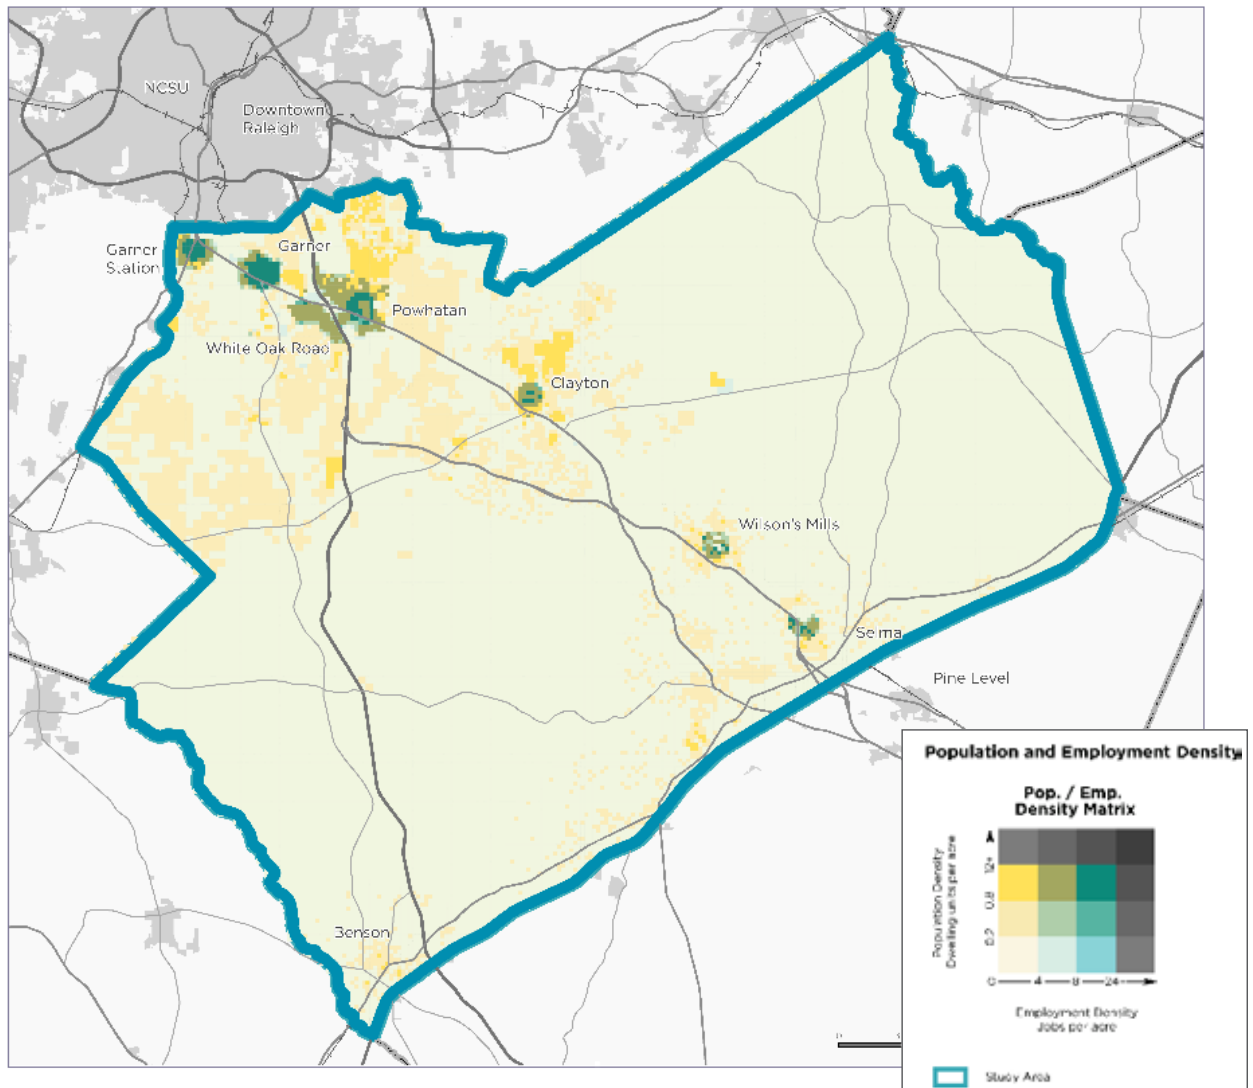 NCSU
Downtown
Raleigh
Garner
Station
Garner
Powhatan
White Oak Road
Clayton
Wilson's Mills
Selma
Pine Level
Benson
0
Population and Employment Density
Pop. / Emp.
Density Matrix
Population Density
Dwelling units per acre
12+
0.8
0.2
0 4 8 24
Employment Density
Jobs per acre
Study Area